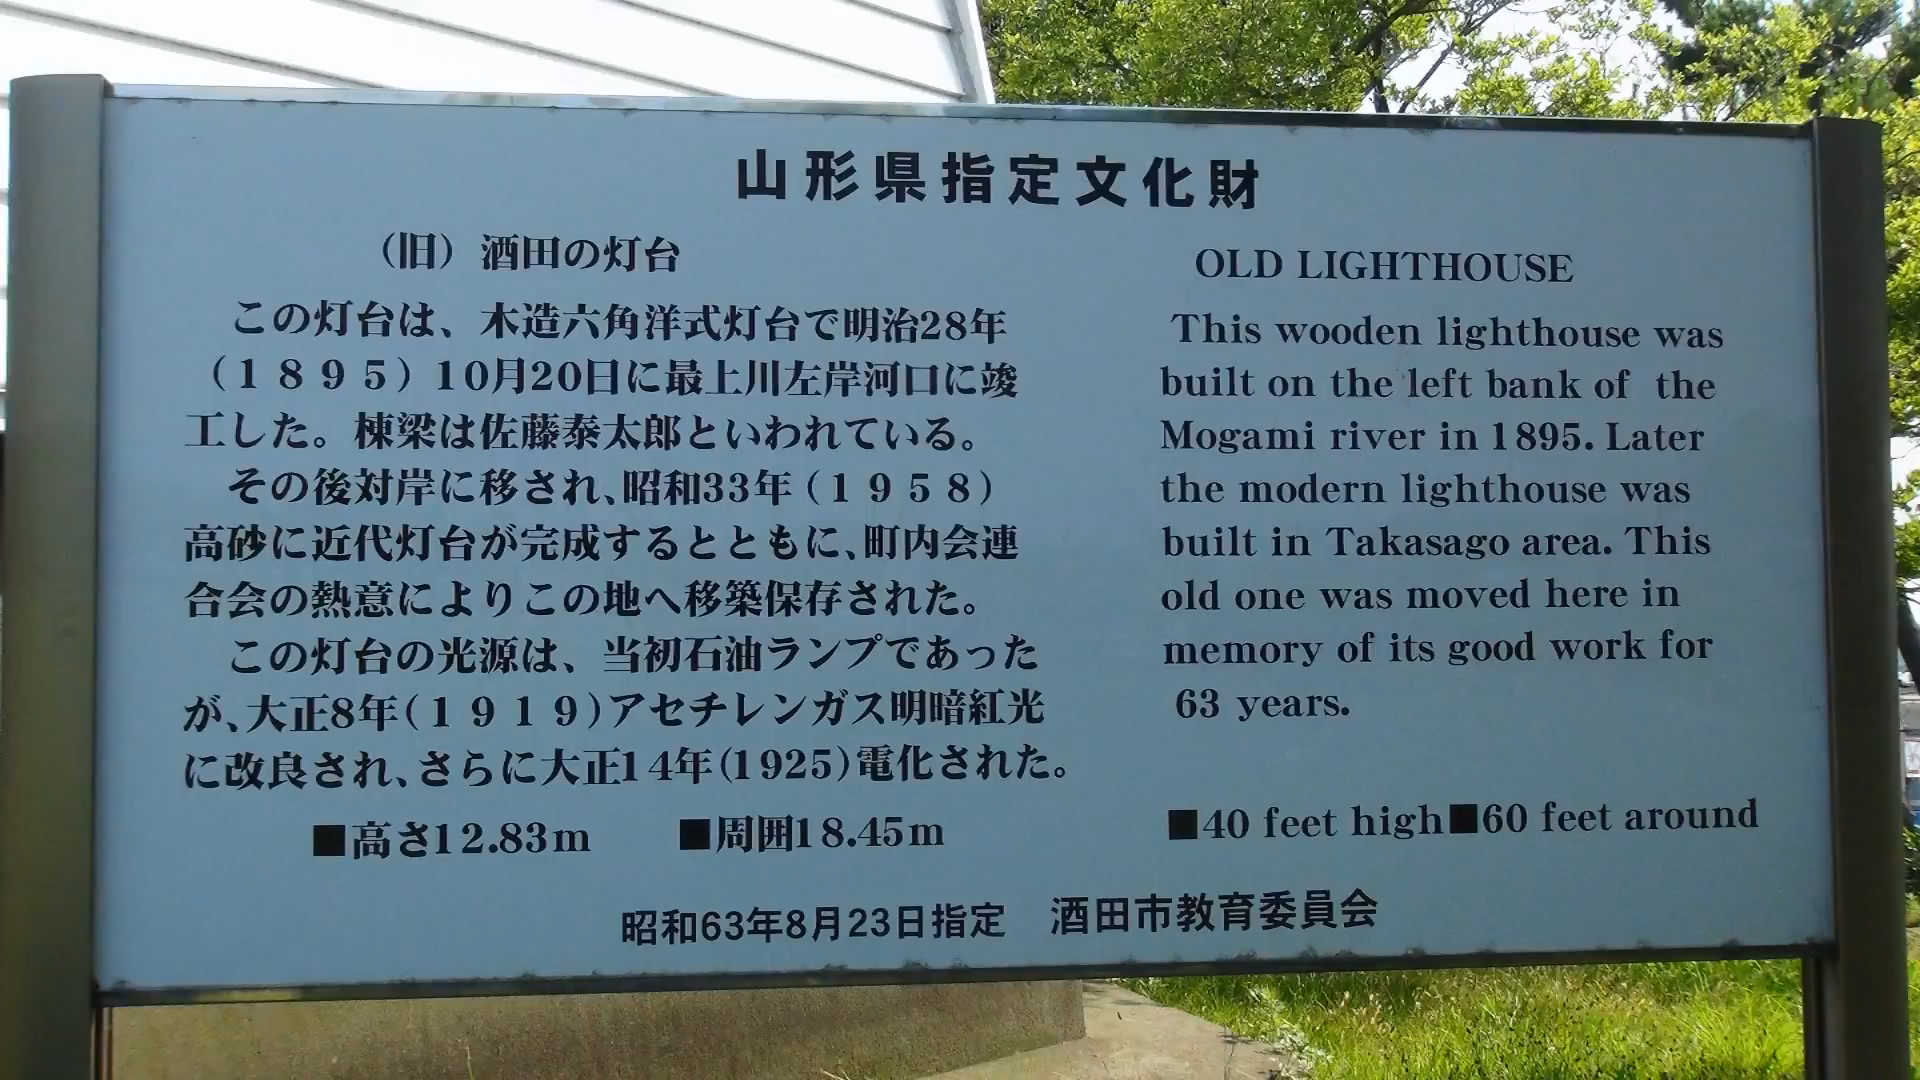 山形県指定文化財
（旧）酒田の灯台
この灯台は、木造六角洋式灯台で明治28年
（１８９５）10月20日に最上川左岸河口に竣
工した。棟梁は佐藤泰太郎といわれている。
その後対岸に移され、昭和33年（１９５８）
高砂に近代灯台が完成するとともに、町内会連
合会の熱意によりこの地へ移築保存された。
この灯台の光源は、当初石油ランプであった
が、大正8年（１９１９）アセチレンガス明暗紅光
に改良され、さらに大正14年(1925)電化された。
■高さ12.83m ■周囲18.45m
OLD LIGHTHOUSE
This wooden lighthouse was
built on the left bank of the
Mogami river in 1895. Later
the modern lighthouse was
built in Takasago area. This
old one was moved here in
memory of its good work for
63 years.
■40 feet high■60 feet around
昭和63年8月23日指定 酒田市教育委員会